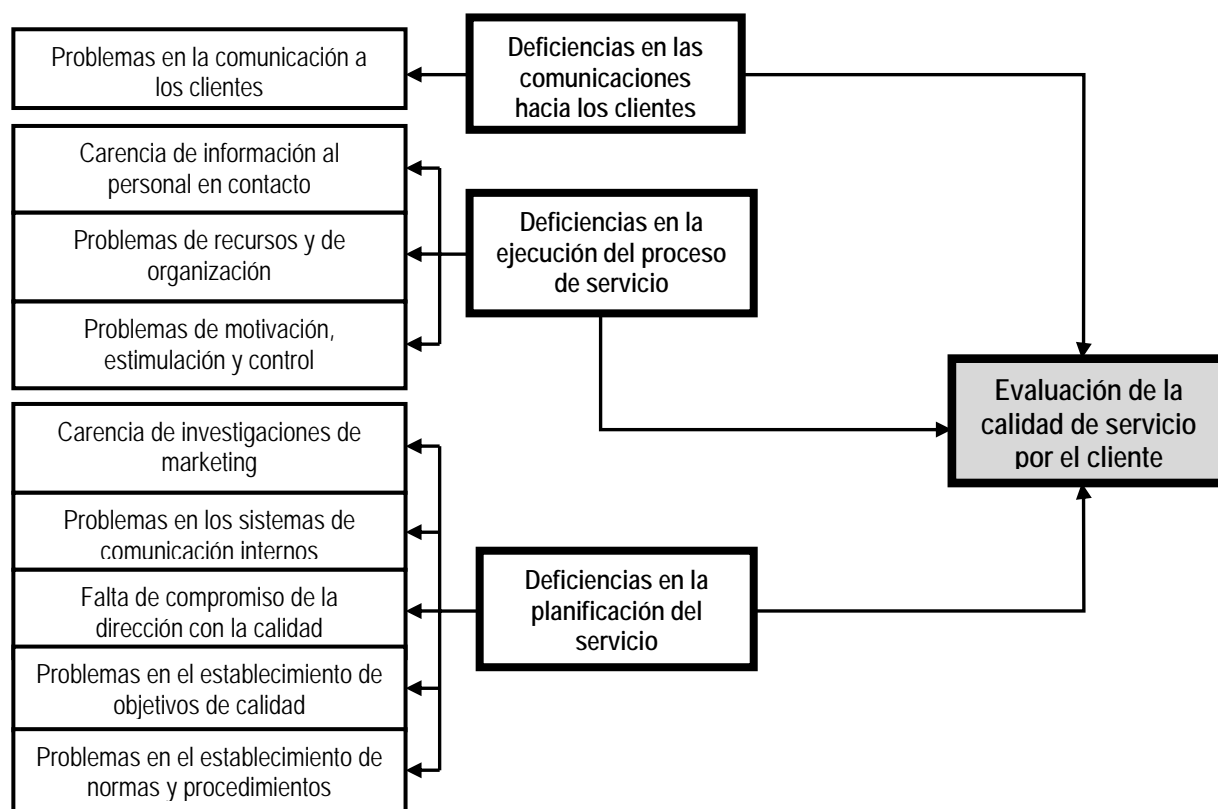 Problemas en la comunicación a
los clientes
Deficiencias en las
comunicaciones
hacia los clientes
Carencia de información al
personal en contacto
Problemas de recursos y de
organización
Problemas de motivación,
estimulación y control
Deficiencias en la
ejecución del proceso
de servicio
Evaluación de la
calidad de servicio
por el cliente
Carencia de investigaciones de
marketing
Problemas en los sistemas de
comunicación internos
Falta de compromiso de la
dirección con la calidad
Problemas en el establecimiento de
objetivos de calidad
Problemas en el establecimiento de
normas y procedimientos
Deficiencias en la
planificación del
servicio